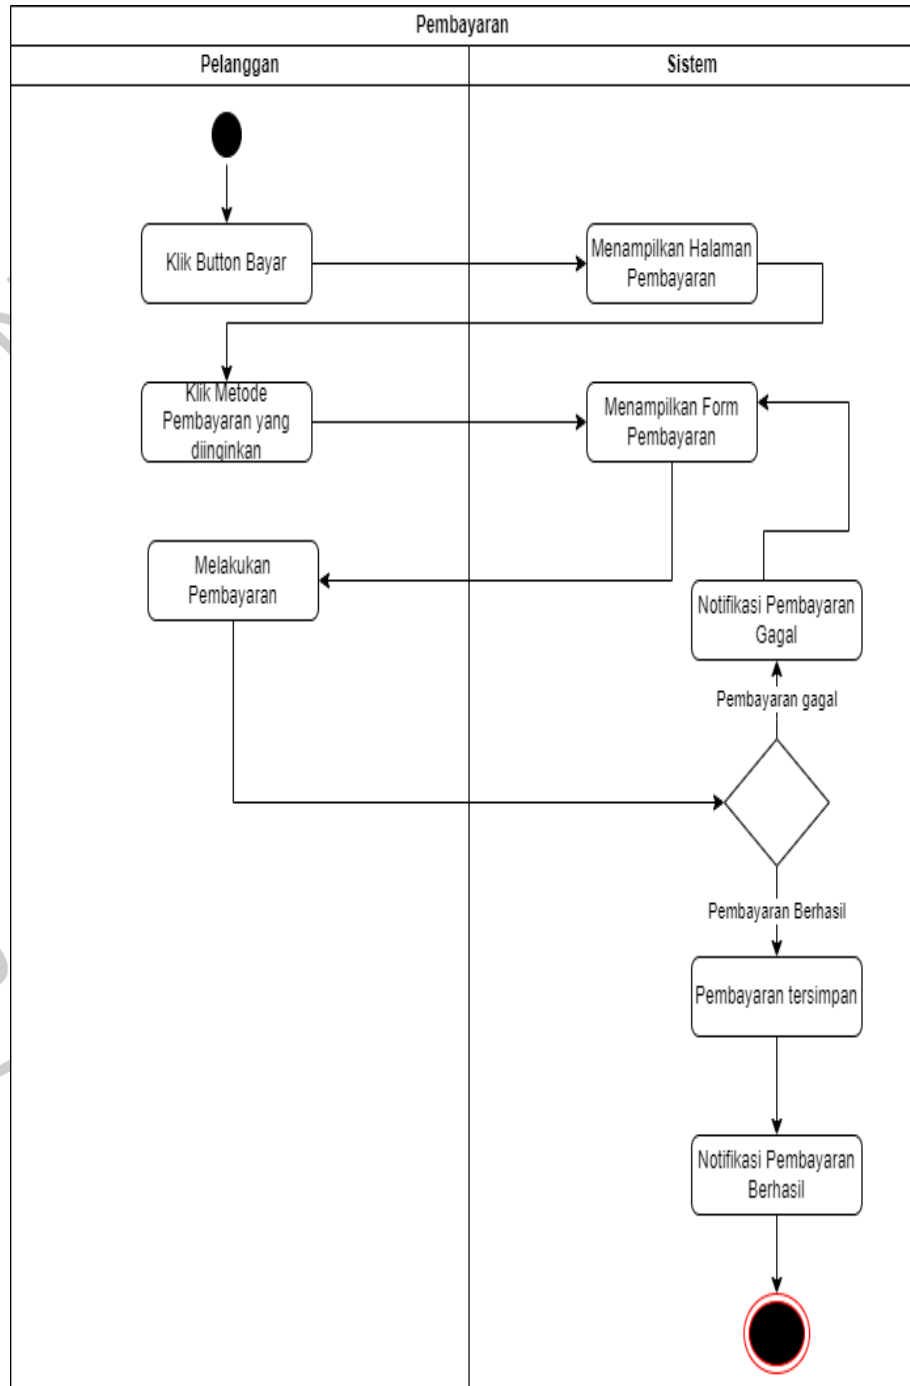 Pembayaran
Pelanggan
Sistem
Klik Button Bayar
Menampilkan Halaman
Pembayaran
Klik Metode
Pembayaran yang
diinginkan
Menampilkan Form
Pembayaran
Melakukan
Pembayaran
Notifikasi Pembayaran
Gagal
Pembayaran gagal
Pembayaran Berhasil
Pembayaran tersimpan
Notifikasi Pembayaran
Berhasil